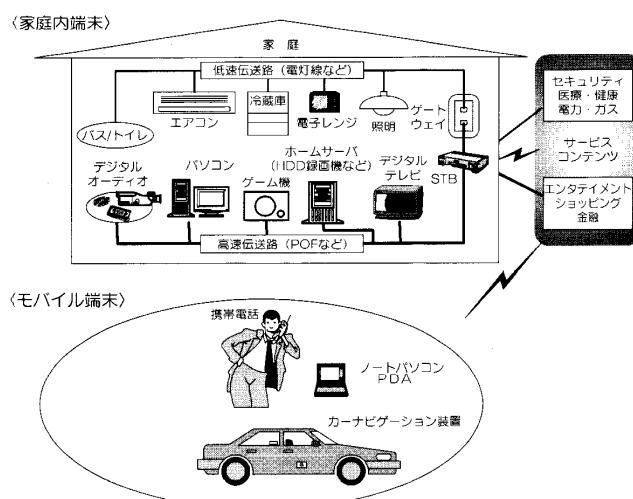 〈家庭内端末〉
家　庭
低速伝送路（電灯線など）
バス/トイレ
エアコン
冷蔵庫
電子レンジ
照明
ゲート
ウェイ
デジタル
オーディオ
パソコン
ゲーム機
ホームサーバ
（HDD録画機など）
デジタル
テレビ
STB
高速伝送路（POFなど）
セキュリティ
医療・健康
電力・ガス
サービス
コンテンツ
エンタテイメント
ショッピング
金融
〈モバイル端末〉
携帯電話
ノートパソコン
PDA
カーナビゲーション装置